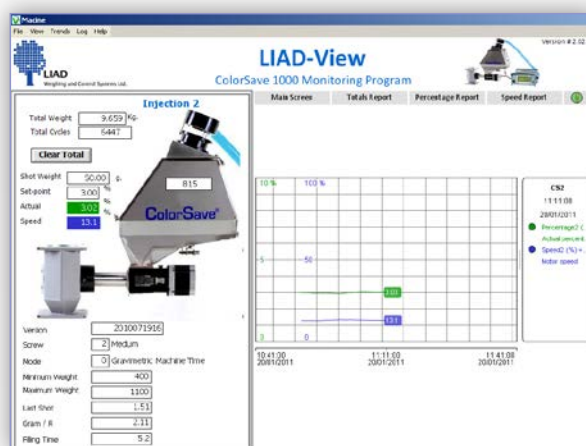 Macine
File View Trends Log Help
LIAD
Weighing and Control Systems Ltd.
LIAD-View
ColorSave 1000 Monitoring Program
Version # 2.02
Injection 2
Total Weight 9.659 Kg.
Total Cycles 6447
Clear Total
Shot Weight 50.00 g.
Set-point 3.00 %
Actual 3.02 %
Speed 13.1 %
815
ColorSave®
Version 2010071916
Screw 2 Medium
Mode 0 Gravimetric Machine Time
Minimum Weight 400
Maximum Weight 1100
Last Shot 1.51
Gram / R 2.11
Filling Time 5.2
Main Screen Totals Report Percentage Report Speed Report
10 % 100 %
5 50
3.03
13.1
0 0
10:41:08 11:11:08 11:41:08
20/01/2011 20/01/2011 20/01/2011
CS2
11:11:08
20/01/2011
Percentage2 (
Actual percent
Speed2 (%) =
Motor speed